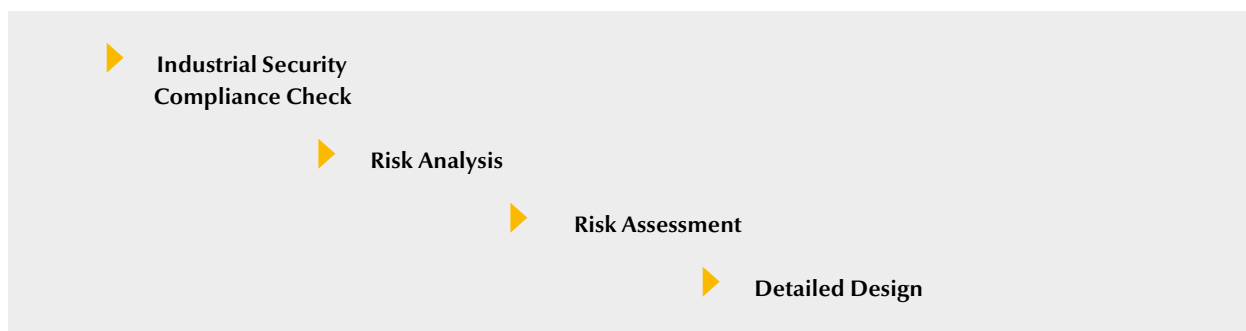 Industrial Security
Compliance Check
Risk Analysis
Risk Assessment
Detailed Design